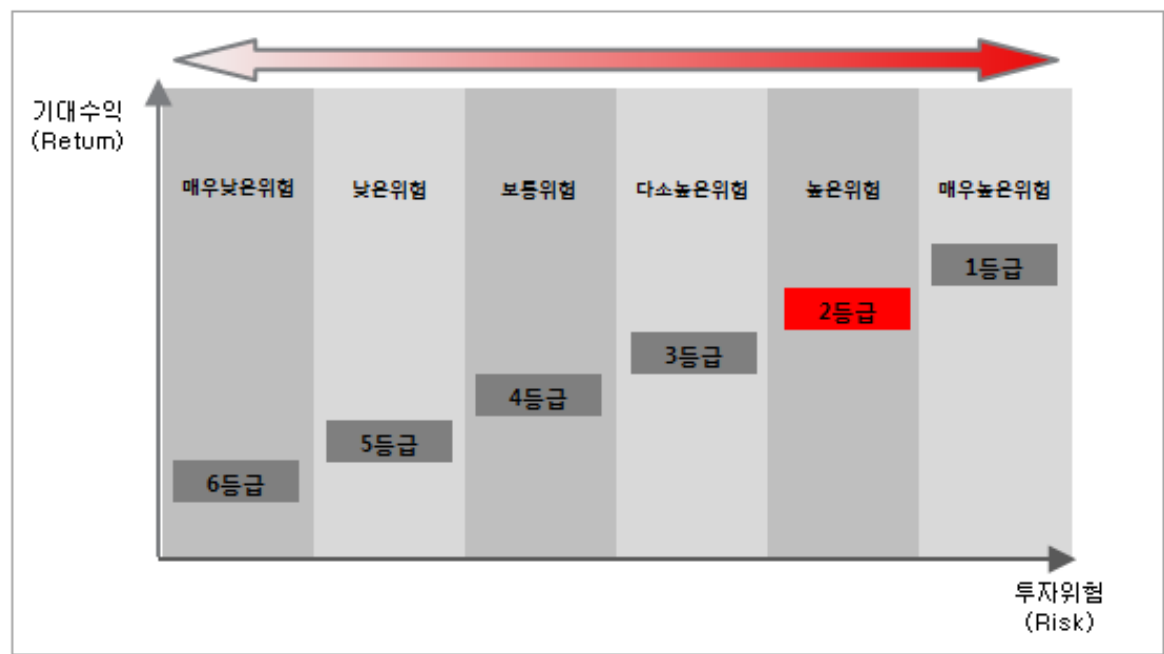 기대수익
(Return)
매우낮은위험 낮은위험 보통위험 다소높은위험 높은위험 매우높은위험
1등급
2등급
3등급
4등급
5등급
6등급
투자위험
(Risk)